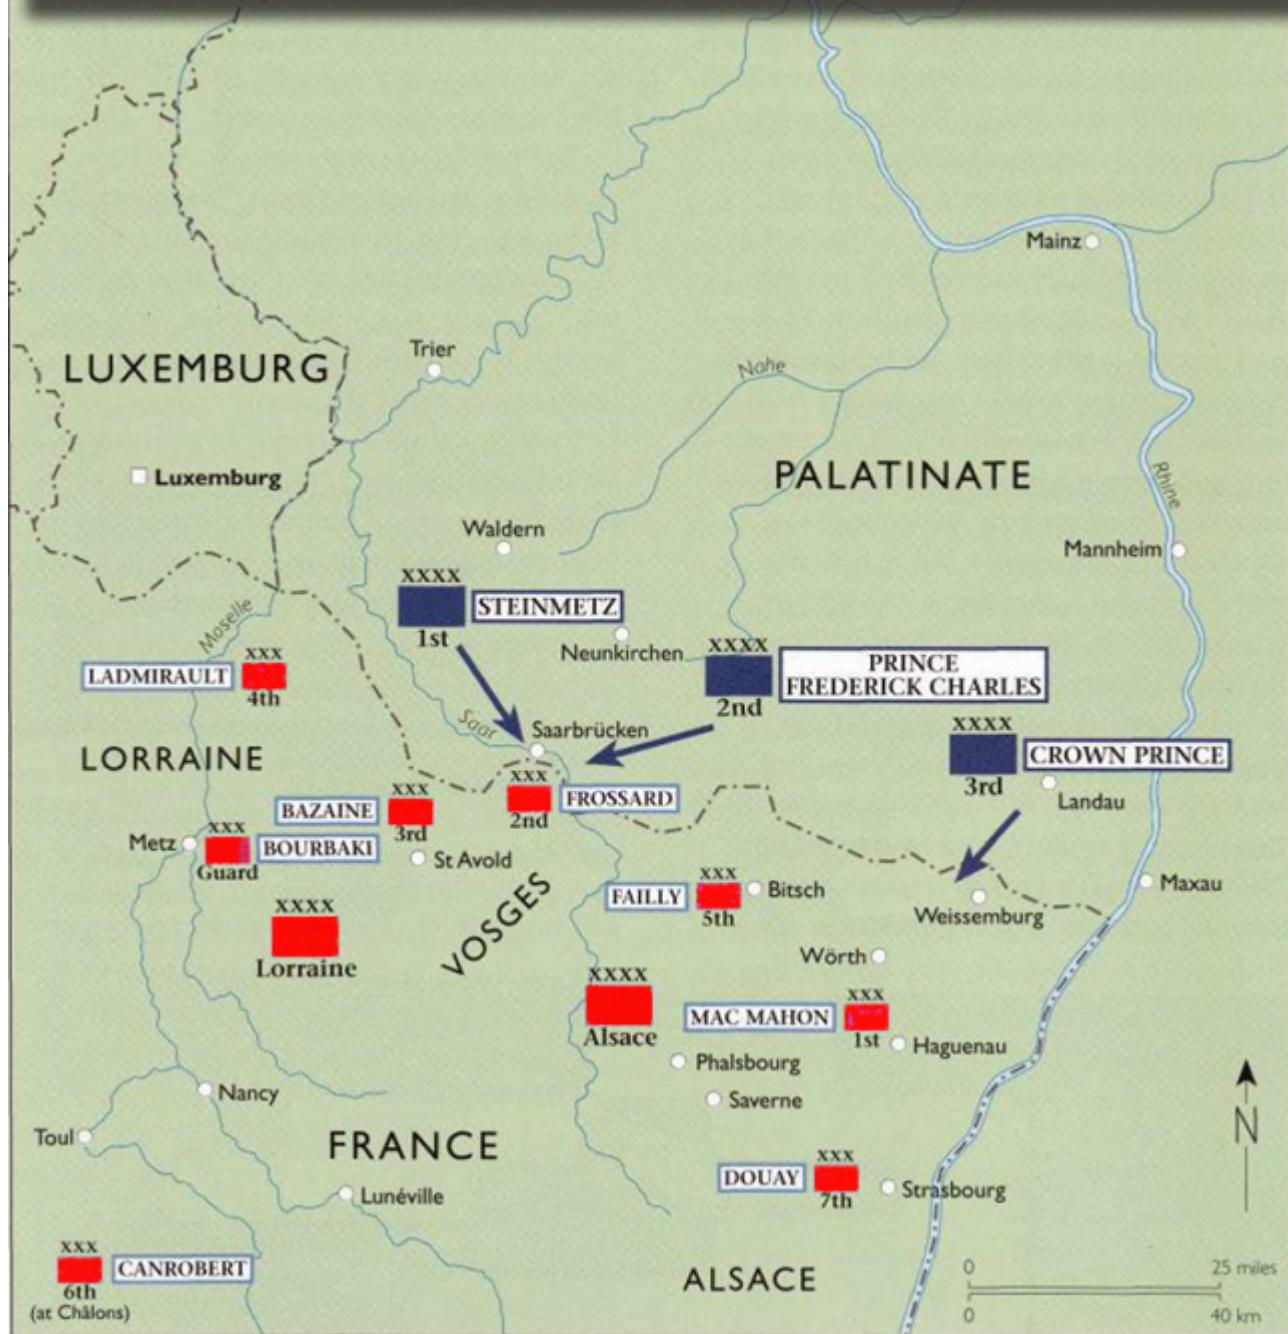 Mainz
Trier
LUXEMBURG
Nahe
PALATINATE
Luxemburg
Rhine
Waldern
Mannheim
XXXX
STEINMETZ
1st
Moselle
Neunkirchen
XXXX
PRINCE
FREDERICK CHARLES
2nd
XXX
LADMIRAULT
4th
Saar
Saarbrücken
XXXX
CROWN PRINCE
3rd
Landau
LORRAINE
XXX
BAZAINE
3rd
XXX
FROSSARD
2nd
Metz
XXX
BOURBAKI
Guard
St Avold
XXX
FAILLY
5th
Bitsch
Maxau
Weissemburg
VOSGES
XXXX
Lorraine
Wörth
XXXX
Alsace
XXX
MAC MAHON
1st
Haguenau
Phalsbourg
Nancy
Saverne
Toul
FRANCE
N
XXX
DOUAY
7th
Strasbourg
Lunéville
XXX
CANROBERT
6th
(at Châlons)
ALSACE
0 25 miles
0 40 km